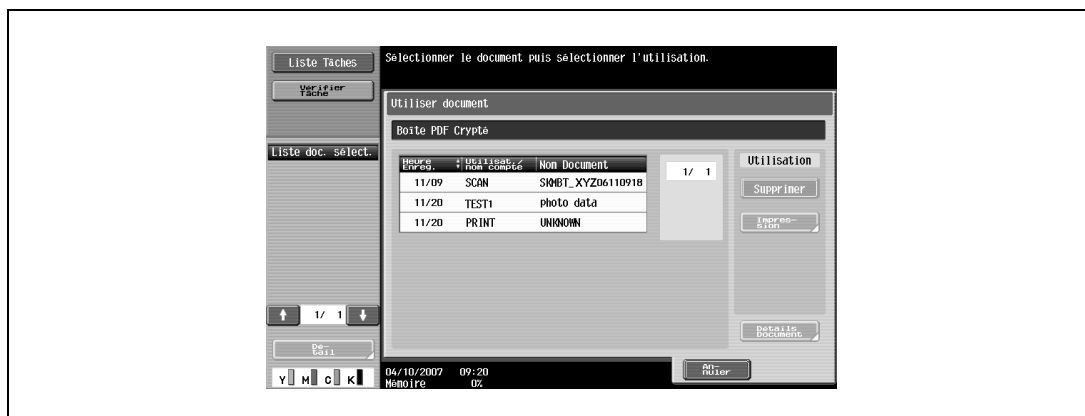 Liste Tâches
Vérifier
Tâche
Sélectionner le document puis sélectionner l'utilisation.
Utiliser document
Boîte PDF Crypté
Liste doc. sélect.
Heure
Enreg.
Utilisat./
nom compte
Nom Document
11/09 SCAN SKMBT_XYZ06110918
11/20 TEST1 photo data
11/20 PRINT UNKNOWN
1/ 1
Utilisation
Supprimer
Impres-
sion
Détails
Document
1/ 1
Dé-
tail
Y M C K
04/10/2007 09:20
Mémoire 0%
An-
nuler